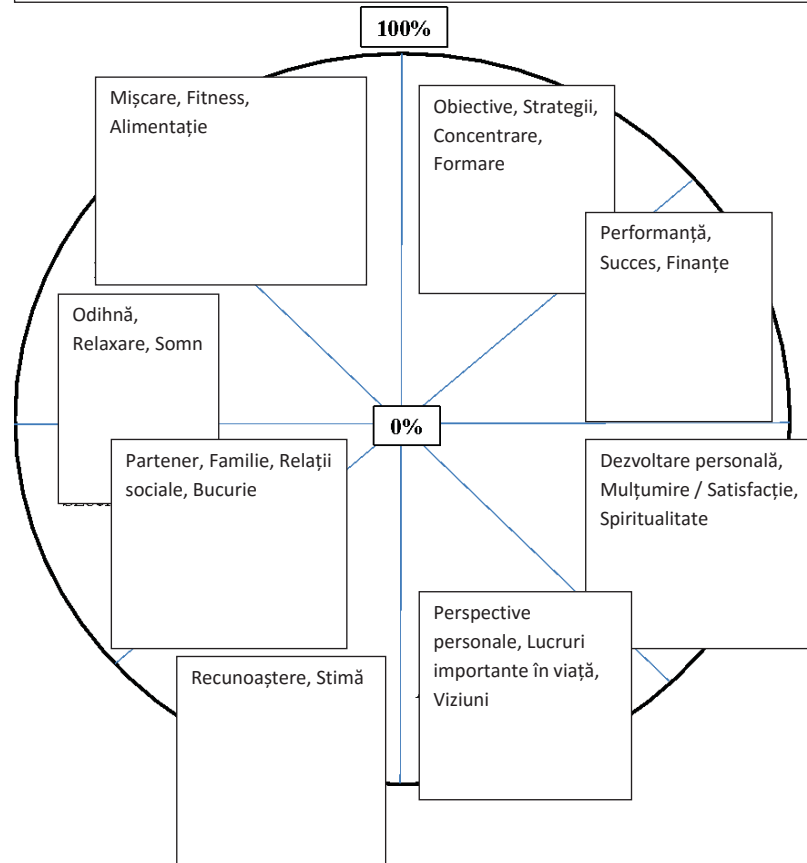 100%
Mișcare, Fitness,
Alimentație
Obiective, Strategii,
Concentrare,
Formare
Performanță,
Succes, Finanțe
Odihnă,
Relaxare, Somn
0%
Partener, Familie, Relații
sociale, Bucurie
Dezvoltare personală,
Mulțumire / Satisfacție,
Spiritualitate
Perspective
personale, Lucruri
importante în viață,
Viziuni
Recunoaștere, Stimă